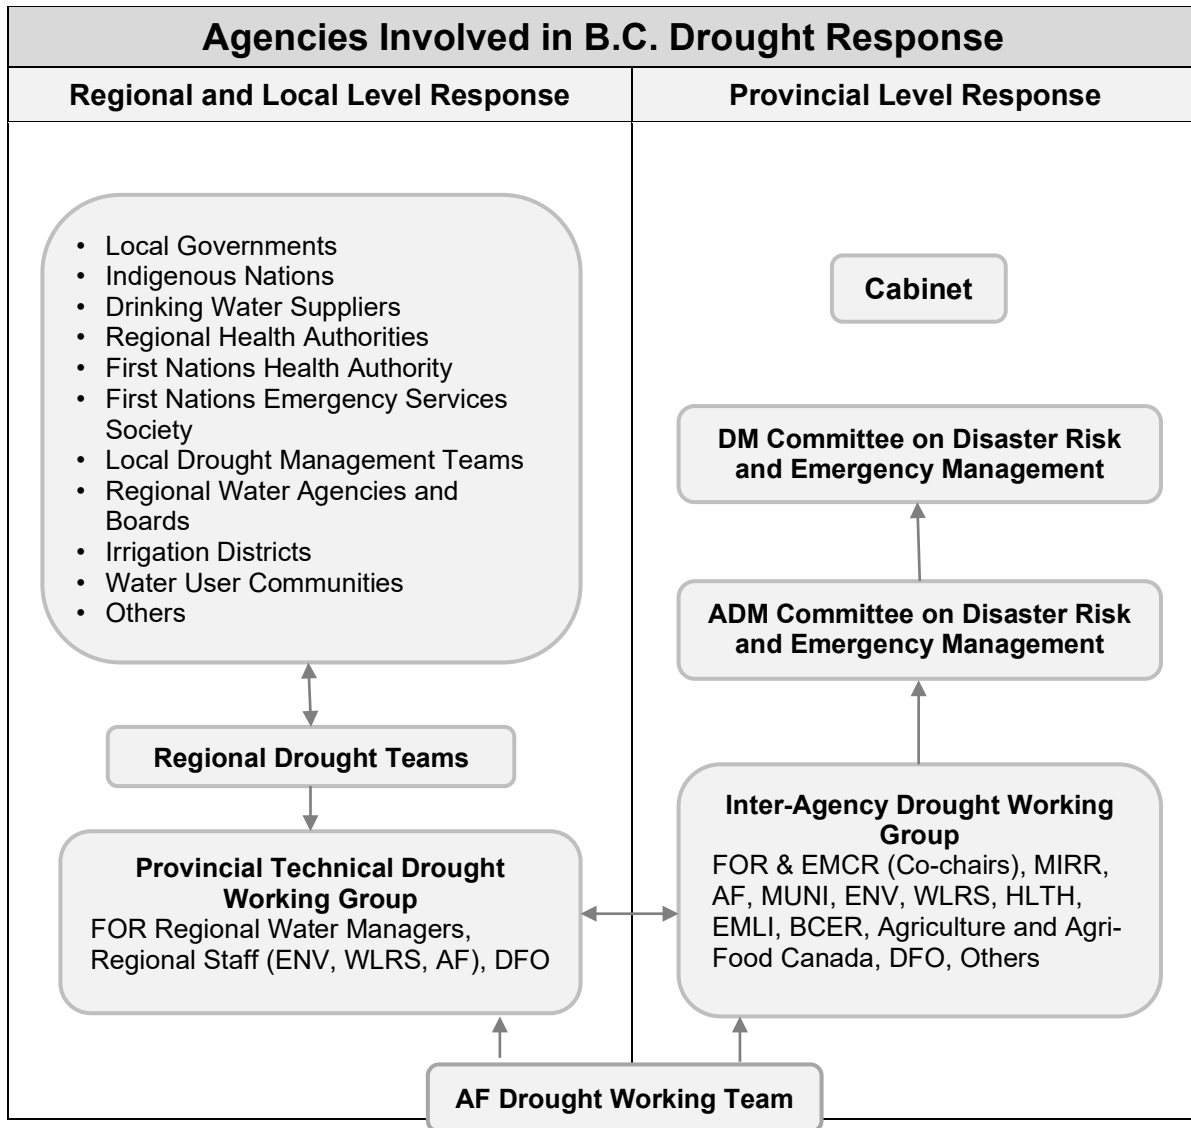 Agencies Involved in B.C. Drought Response
Regional and Local Level Response
Provincial Level Response
• Local Governments
• Indigenous Nations
• Drinking Water Suppliers
• Regional Health Authorities
• First Nations Health Authority
• First Nations Emergency Services
Society
• Local Drought Management Teams
• Regional Water Agencies and
Boards
• Irrigation Districts
• Water User Communities
• Others
Regional Drought Teams
Provincial Technical Drought
Working Group
FOR Regional Water Managers,
Regional Staff (ENV, WLRS, AF), DFO
Cabinet
DM Committee on Disaster Risk
and Emergency Management
ADM Committee on Disaster Risk
and Emergency Management
Inter-Agency Drought Working
Group
FOR & EMCR (Co-chairs), MIRR,
AF, MUNI, ENV, WLRS, HLTH,
EMLI, BCER, Agriculture and Agri-
Food Canada, DFO, Others
AF Drought Working Team